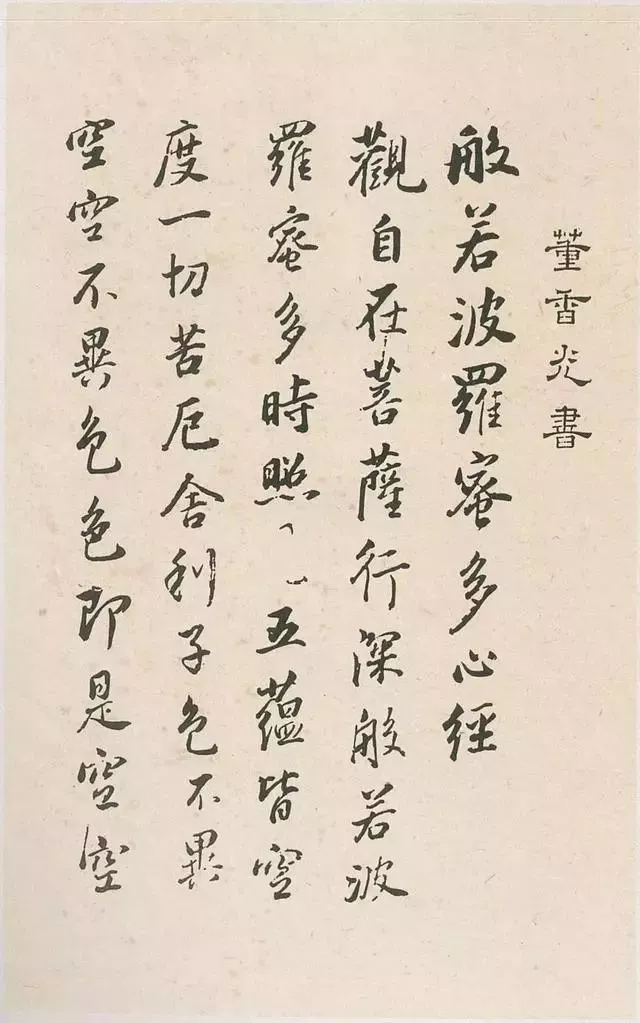 董香光書
般若波羅蜜多心經
觀自在菩薩行深般若波
羅蜜多時照五蘊皆空
度一切苦厄舍利子色不異
空空不異色色即是空空